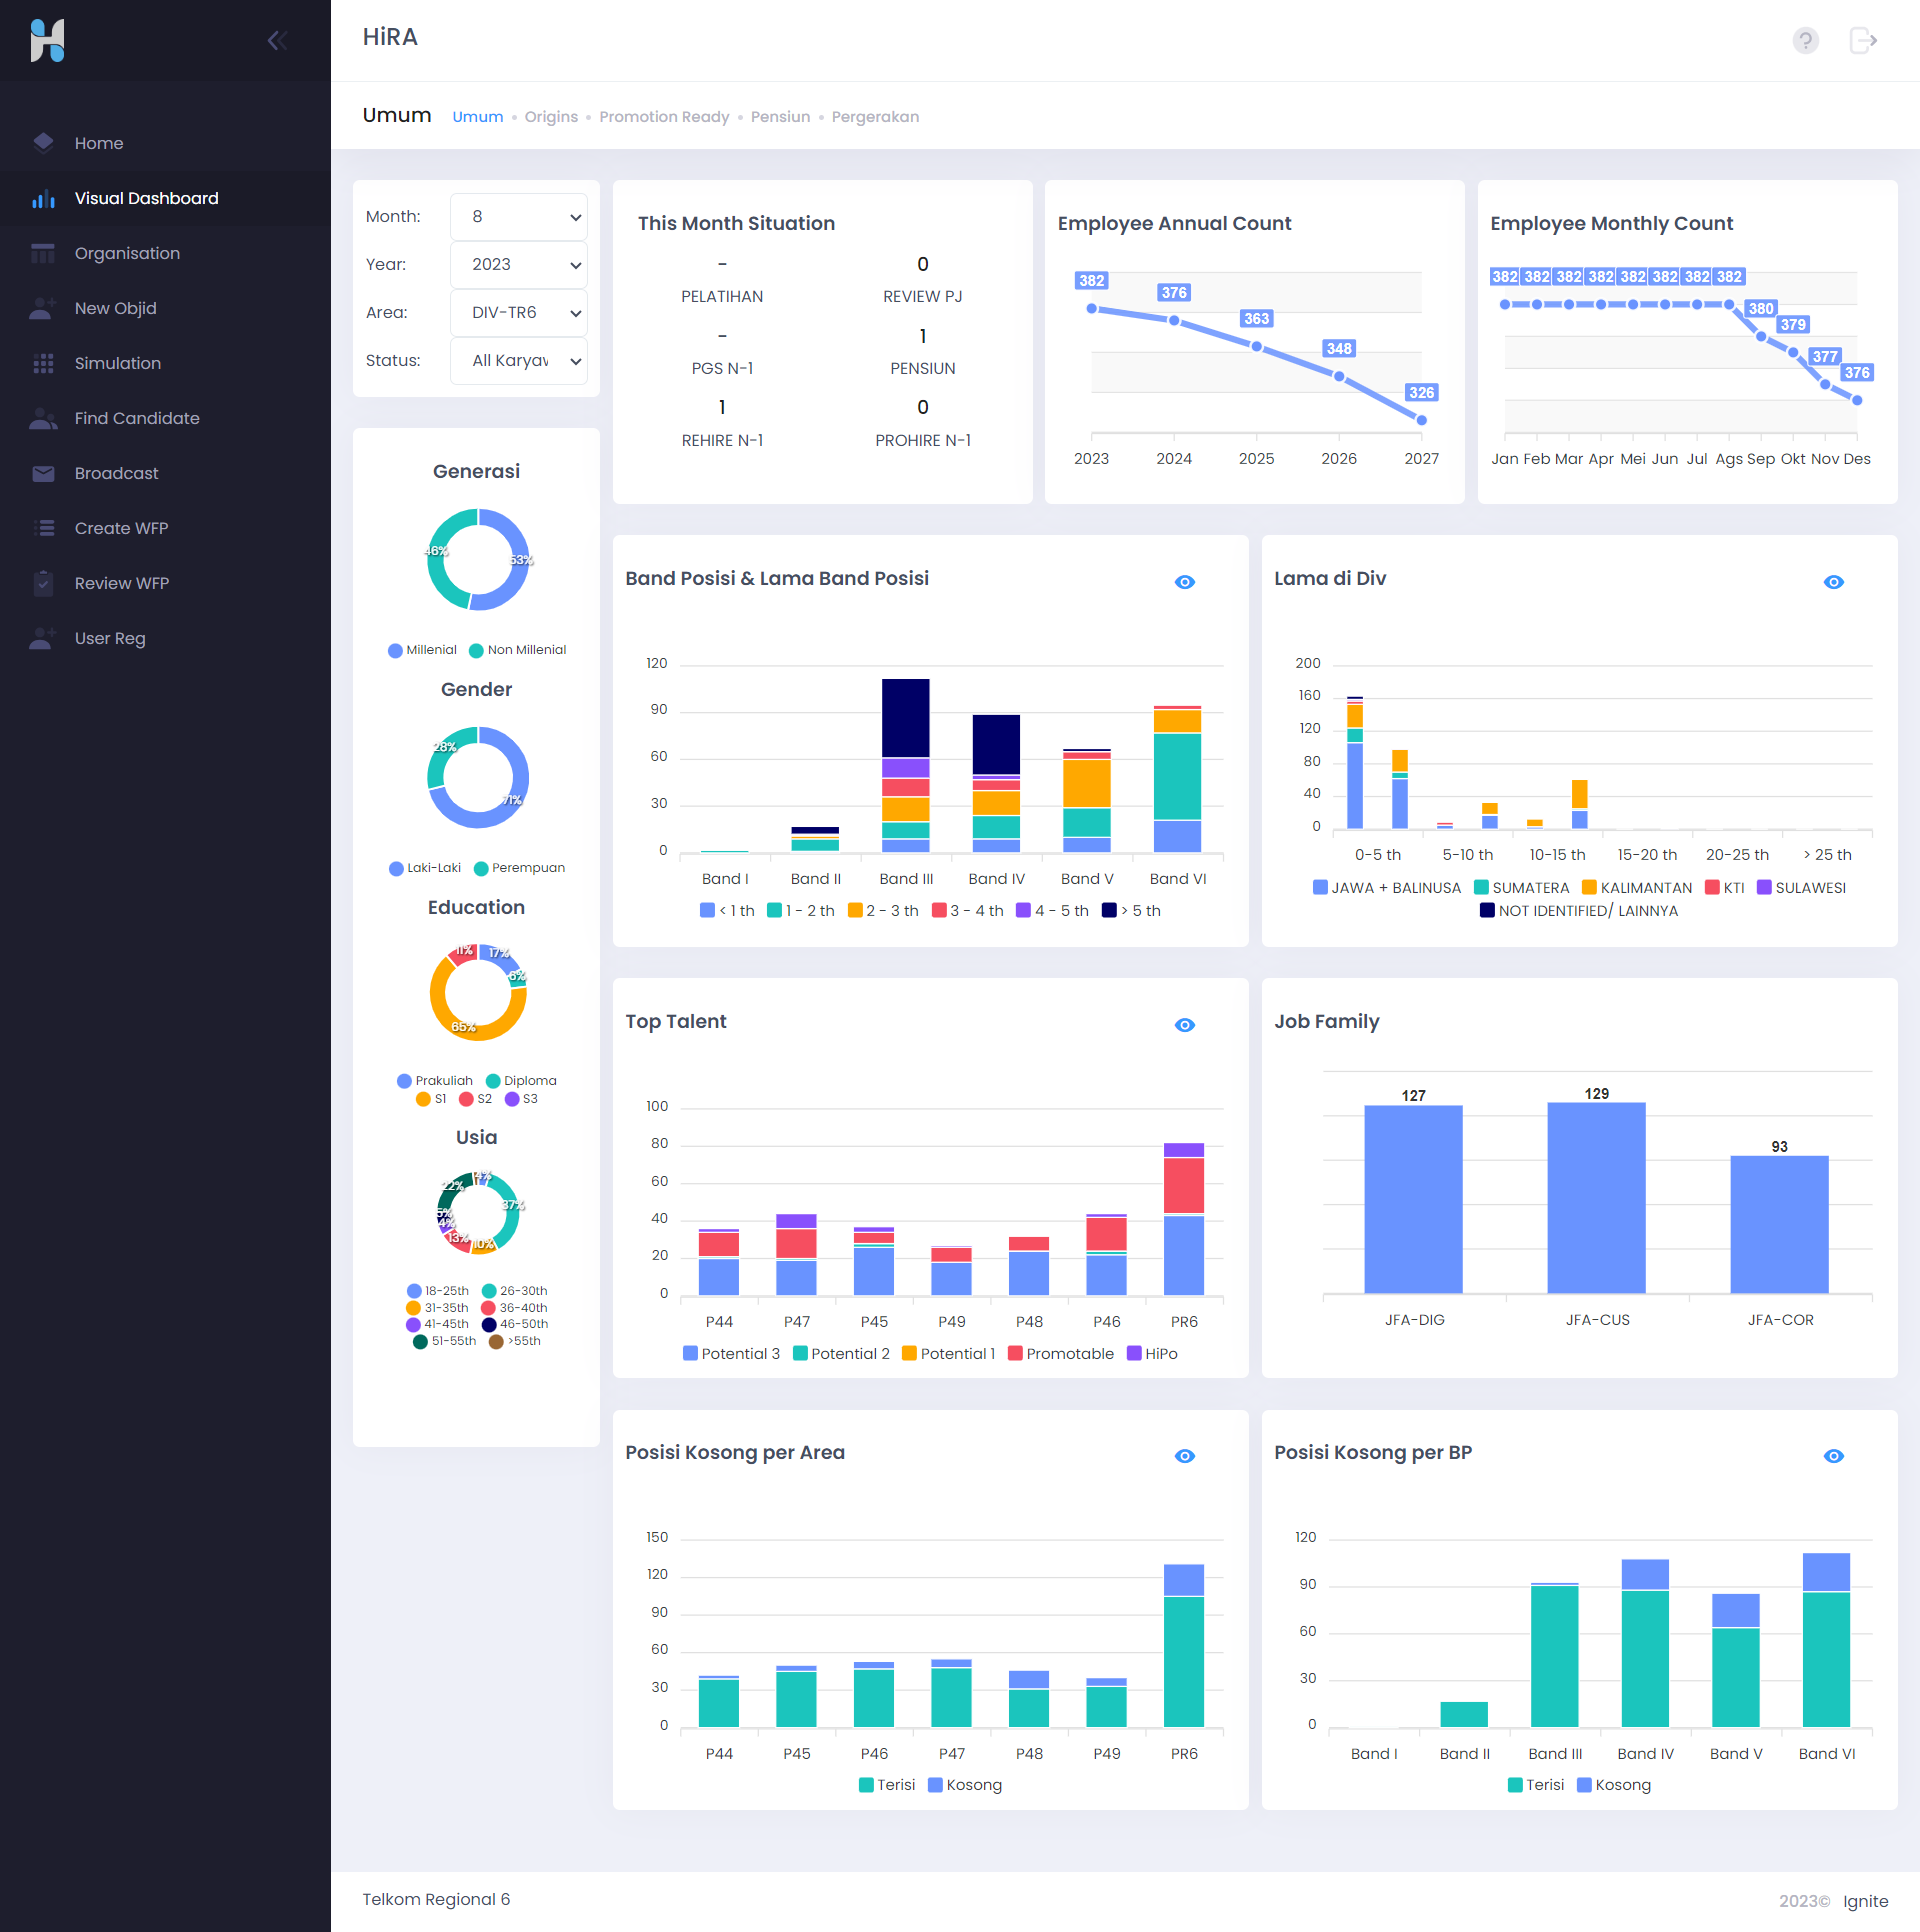 HiRA
Home
Visual Dashboard
Organisation
New Objid
Simulation
Find Candidate
Broadcast
Create WFP
Review WFP
User Reg
Umum Umum • Origins • Promotion Ready • Pensiun • Pergerakan
Month: 8
Year: 2023
Area: DIV-TR6
Status: All Karyav
Generasi
46% 53%
Millenial Non Millenial
Gender
28%
71%
Laki-Laki Perempuan
Education
11% 17%
6%
65%
Prakuliah Diploma
S1 S2 S3
Usia
4%
22%
37%
5%
4%
13% 10%
18-25th 26-30th
31-35th 36-40th
41-45th 46-50th
51-55th >55th
This Month Situation
- 0
PELATIHAN REVIEW PJ
- 1
PGS N-1 PENSIUN
1 0
REHIRE N-1 PROHIRE N-1
Employee Annual Count
382
376
363
348
326
2023 2024 2025 2026 2027
Employee Monthly Count
382 382 382 382 382 382 382 382
380
379
377
376
Jan Feb Mar Apr Mei Jun Jul Ags Sep Okt Nov Des
Band Posisi & Lama Band Posisi
120
90
60
30
0
Band I Band II Band III Band IV Band V Band VI
< 1 th 1 - 2 th 2 - 3 th 3 - 4 th 4 - 5 th > 5 th
Lama di Div
200
160
120
80
40
0
0-5 th 5-10 th 10-15 th 15-20 th 20-25 th > 25 th
JAWA + BALINUSA SUMATERA KALIMANTAN KTI SULAWESI
NOT IDENTIFIED/ LAINNYA
Top Talent
100
80
60
40
20
0
P44 P47 P45 P49 P48 P46 PR6
Potential 3 Potential 2 Potential 1 Promotable HiPo
Job Family
127 129 93
JFA-DIG JFA-CUS JFA-COR
Posisi Kosong per Area
150
120
90
60
30
0
P44 P45 P46 P47 P48 P49 PR6
Terisi Kosong
Posisi Kosong per BP
120
90
60
30
0
Band I Band II Band III Band IV Band V Band VI
Terisi Kosong
Telkom Regional 6
2023© Ignite